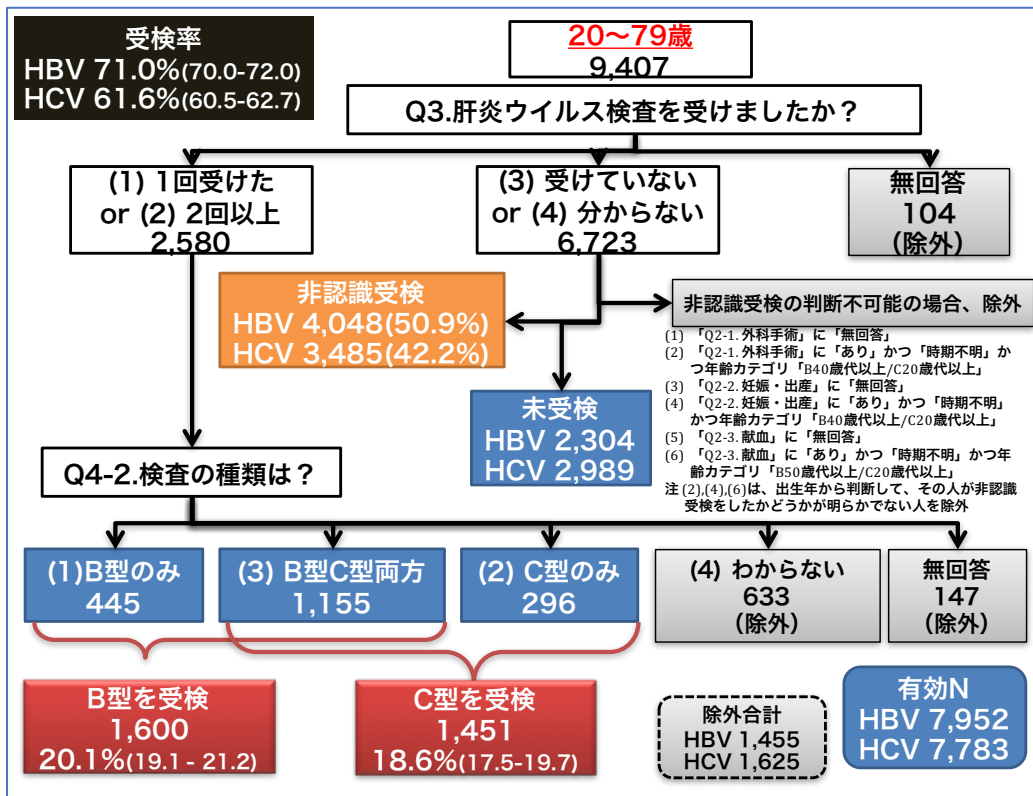 受検率
HBV 71.0%(70.0-72.0)
HCV 61.6%(60.5-62.7)
20〜79歳
9,407
Q3.肝炎ウイルス検査を受けましたか？
(1) 1回受けた
or (2) 2回以上
2,580
(3) 受けていない
or (4) 分からない
6,723
無回答
104
(除外)
非認識受検
HBV 4,048(50.9%)
HCV 3,485(42.2%)
非認識受検の判断不可能の場合、除外
(1) 「Q2-1.外科手術」に「無回答」
(2) 「Q2-1.外科手術」に「あり」かつ「時期不明」か
つ年齢カテゴリ「B40歳代以上/C20歳代以上」
(3) 「Q2-2.妊娠・出産」に「無回答」
(4) 「Q2-2.妊娠・出産」に「あり」かつ「時期不明」
かつ年齢カテゴリ「B40歳代以上/C20歳代以上」
(5) 「Q2-3.献血」に「無回答」
(6) 「Q2-3.献血」に「あり」かつ「時期不明」かつ年
齢カテゴリ「B50歳代以上/C20歳代以上」
注(2),(4),(6)は、出生年から判断して、その人が非認識
受検をしたかどうかが明らかでない人を除外
未受検
HBV 2,304
HCV 2,989
Q4-2.検査の種類は？
(1)B型のみ
445
(3) B型C型両方
1,155
(2) C型のみ
296
(4) わからない
633
(除外)
無回答
147
(除外)
B型を受検
1,600
20.1%(19.1 - 21.2)
C型を受検
1,451
18.6%(17.5-19.7)
除外合計
HBV 1,455
HCV 1,625
有効N
HBV 7,952
HCV 7,783